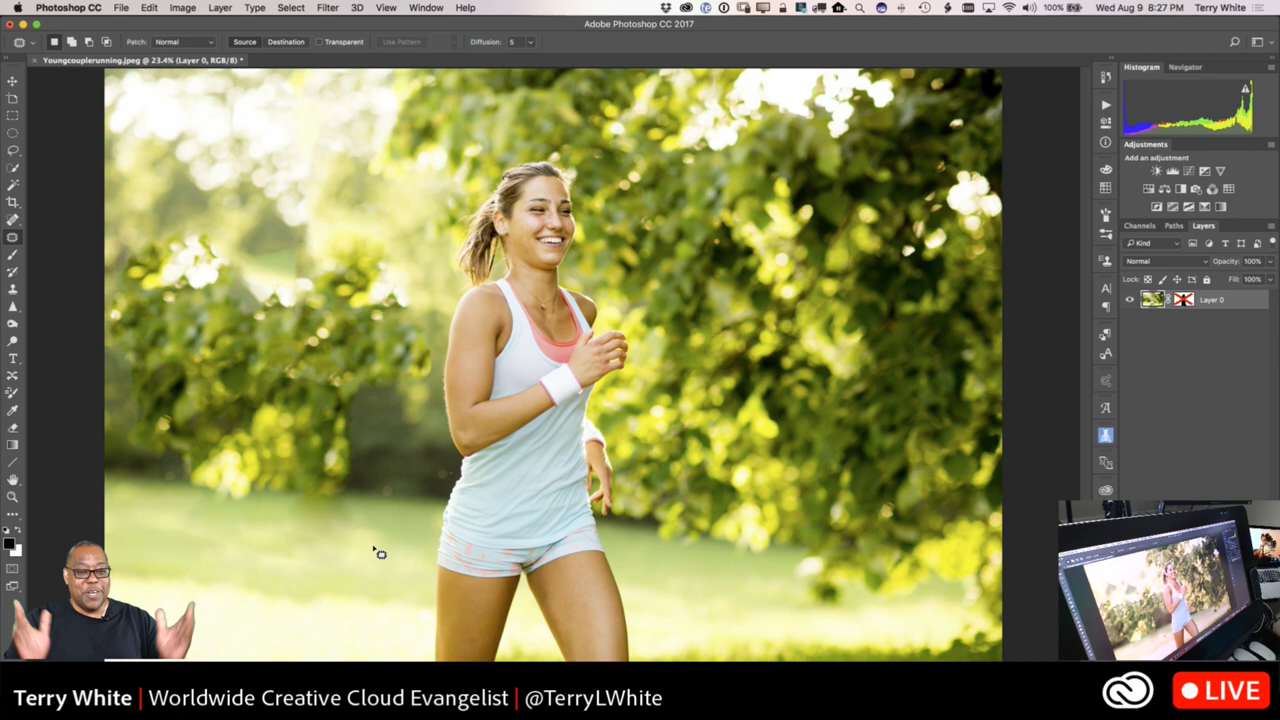 Photoshop CC File Edit Image Layer Type Select Filter 3D View Window Help
100% Wed Aug 9 8:27 PM Terry White
Adobe Photoshop CC 2017
Patch: Normal Source Destination Transparent Use Pattern Diffusion: 5
Youngcouplerunning.jpeg @ 23.4% (Layer 0, RGB/8) *
Histogram Navigator
Adjustments
Add an adjustment
Channels Paths Layers
Kind
Normal Opacity: 100%
Lock: Fill: 100%
Layer 0
Terry White | Worldwide Creative Cloud Evangelist | @TerryLWhite
LIVE